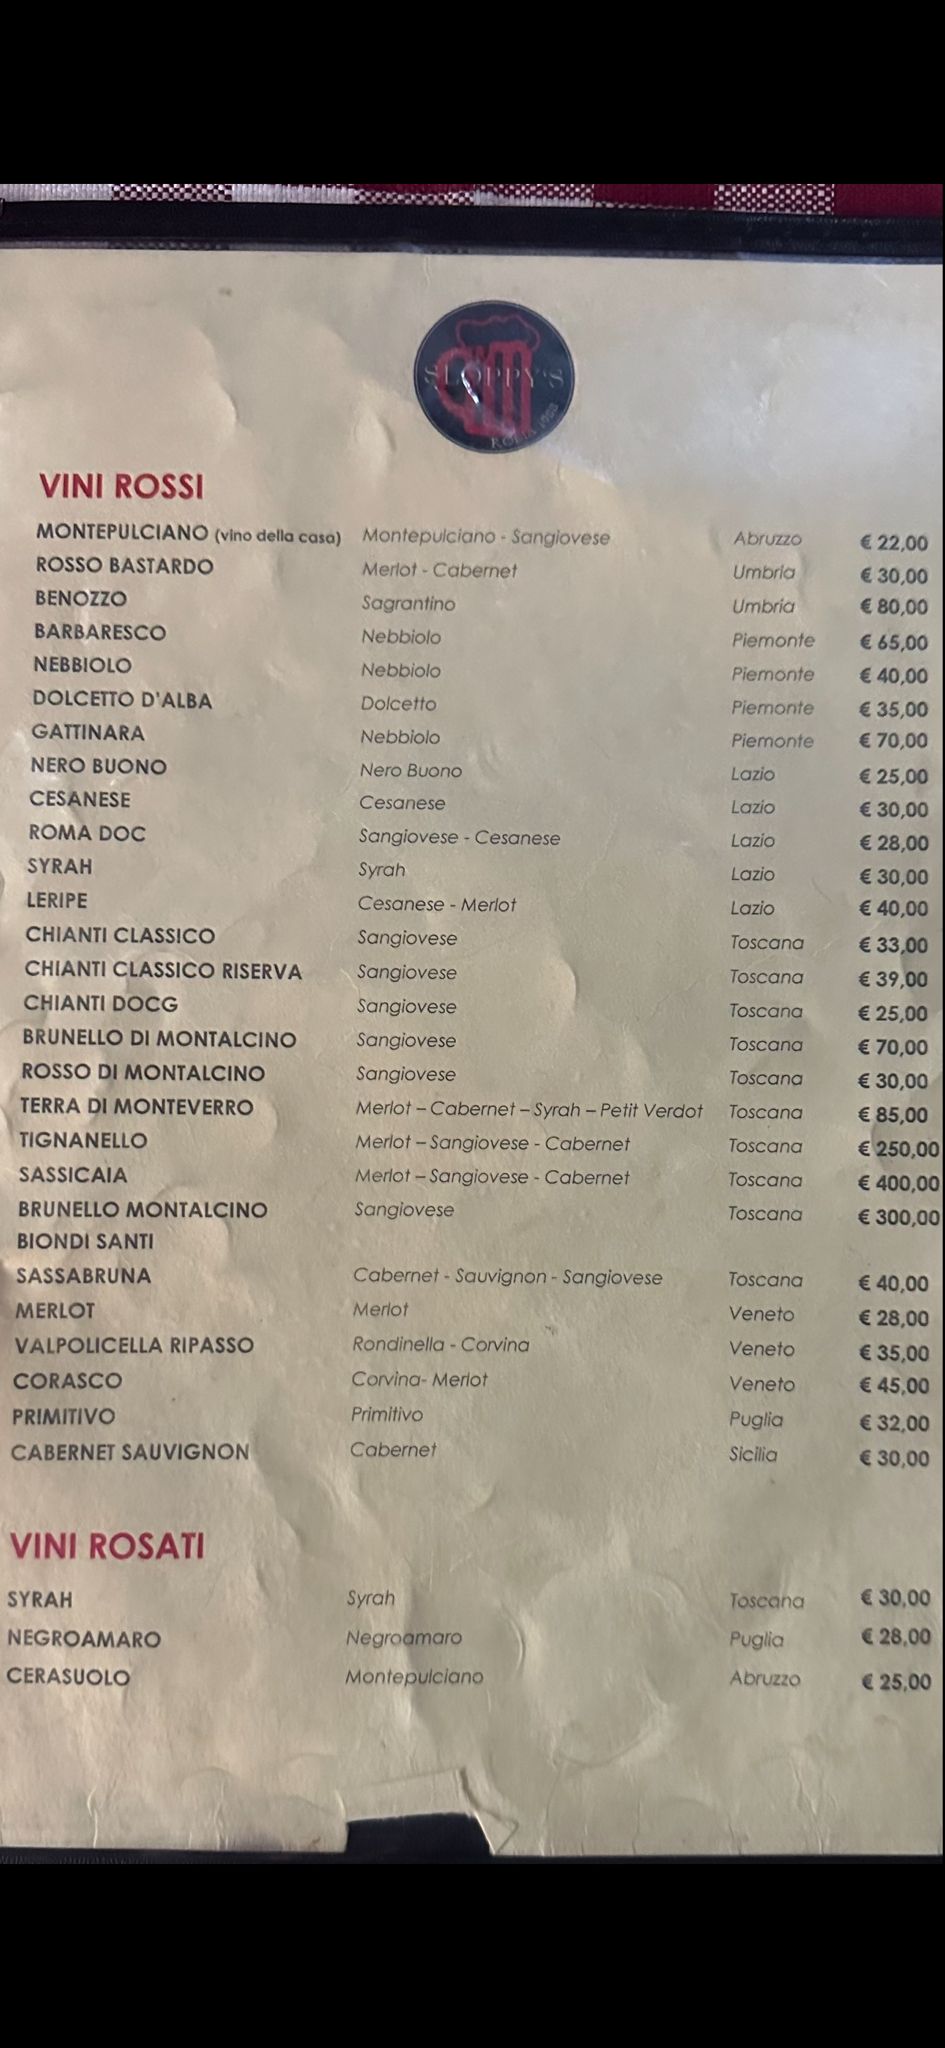 SLOPPY'S
VINI ROSSI
MONTEPULCIANO (vino della casa) Montepulciano - Sangiovese Abruzzo € 22,00
ROSSO BASTARDO Merlot - Cabernet Umbria € 30,00
BENOZZO Sagrantino Umbria € 80,00
BARBARESCO Nebbiolo Piemonte € 65,00
NEBBIOLO Nebbiolo Piemonte € 40,00
DOLCETTO D'ALBA Dolcetto Piemonte € 35,00
GATTINARA Nebbiolo Piemonte € 70,00
NERO BUONO Nero Buono Lazio € 25,00
CESANESE Cesanese Lazio € 30,00
ROMA DOC Sangiovese - Cesanese Lazio € 28,00
SYRAH Syrah Lazio € 30,00
LERIPE Cesanese - Merlot Lazio € 40,00
CHIANTI CLASSICO Sangiovese Toscana € 33,00
CHIANTI CLASSICO RISERVA Sangiovese Toscana € 39,00
CHIANTI DOCG Sangiovese Toscana € 25,00
BRUNELLO DI MONTALCINO Sangiovese Toscana € 70,00
ROSSO DI MONTALCINO Sangiovese Toscana € 30,00
TERRA DI MONTEVERRO Merlot – Cabernet – Syrah – Petit Verdot Toscana € 85,00
TIGNANELLO Merlot – Sangiovese - Cabernet Toscana € 250,00
SASSICAIA Merlot – Sangiovese - Cabernet Toscana € 400,00
BRUNELLO MONTALCINO Sangiovese Toscana € 300,00
BIONDI SANTI
SASSABRUNA Cabernet - Sauvignon - Sangiovese Toscana € 40,00
MERLOT Merlot Veneto € 28,00
VALPOLICELLA RIPASSO Rondinella - Corvina Veneto € 35,00
CORASCO Corvina- Merlot Veneto € 45,00
PRIMITIVO Primitivo Puglia € 32,00
CABERNET SAUVIGNON Cabernet Sicilia € 30,00
VINI ROSATI
SYRAH Syrah Toscana € 30,00
NEGROAMARO Negroamaro Puglia € 28,00
CERASUOLO Montepulciano Abruzzo € 25,00